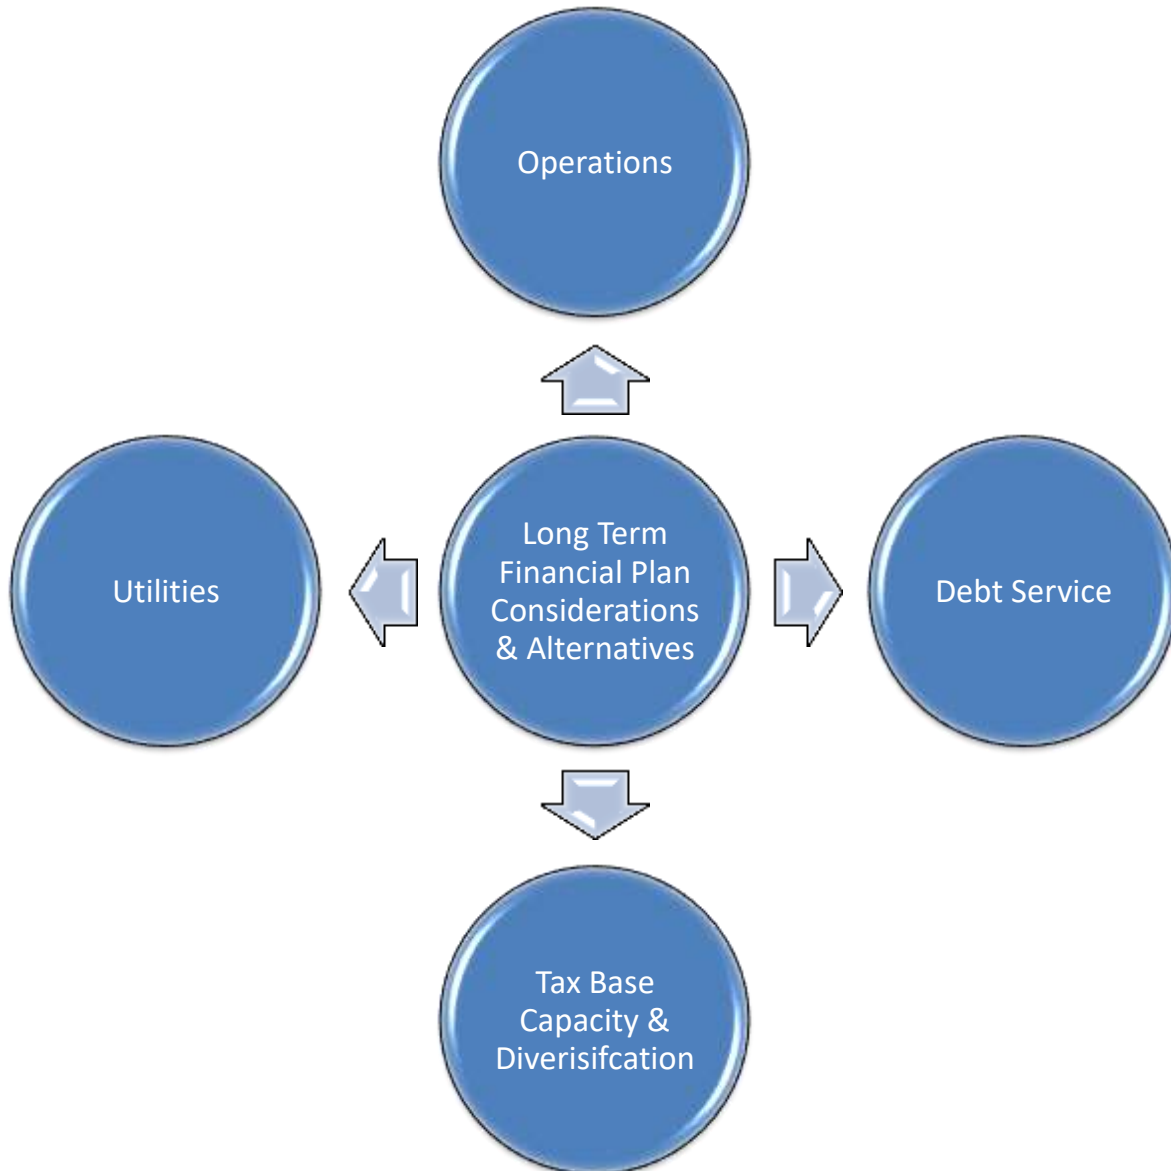 Operations
Utilities
Long Term
Financial Plan
Considerations
& Alternatives
Debt Service
Tax Base
Capacity &
Diverisifcation